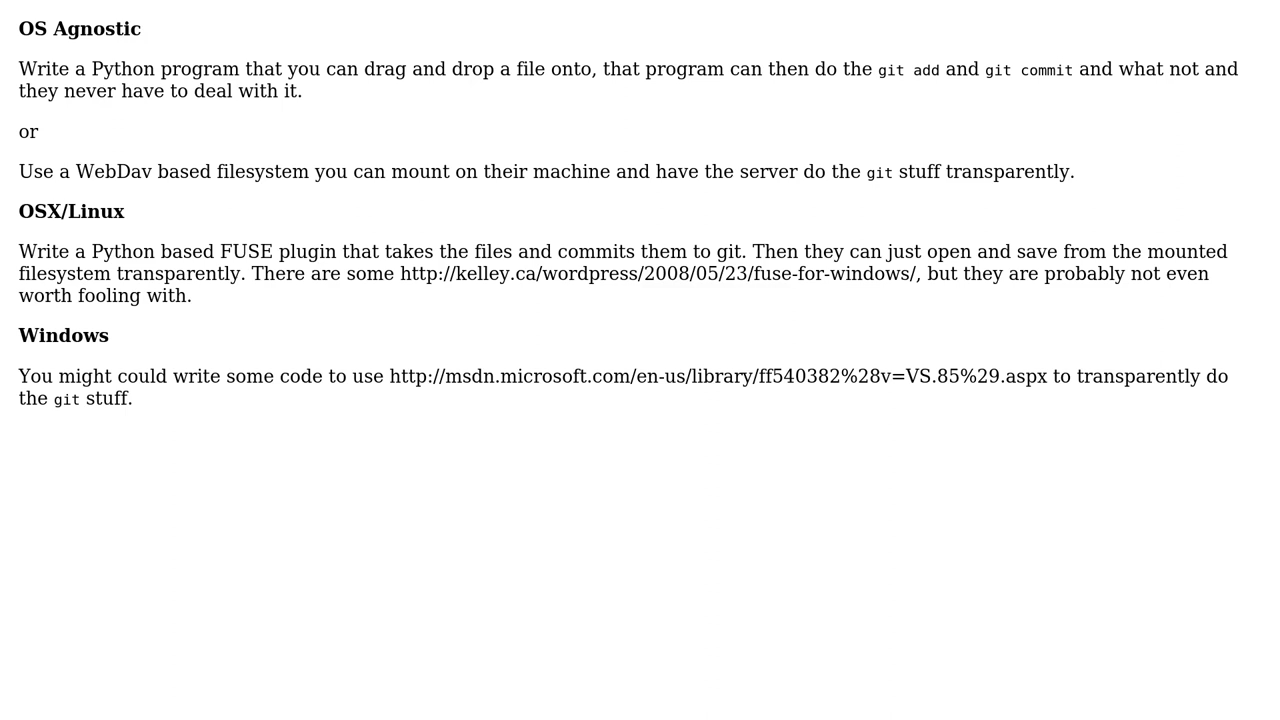 OS Agnostic
Write a Python program that you can drag and drop a file onto, that program can then do the git add and git commit and what not and
they never have to deal with it.
or
Use a WebDav based filesystem you can mount on their machine and have the server do the git stuff transparently.
OSX/Linux
Write a Python based FUSE plugin that takes the files and commits them to git. Then they can just open and save from the mounted
filesystem transparently. There are some http://kelley.ca/wordpress/2008/05/23/fuse-for-windows/, but they are probably not even
worth fooling with.
Windows
You might could write some code to use http://msdn.microsoft.com/en-us/library/ff540382%28v=VS.85%29.aspx to transparently do
the git stuff.